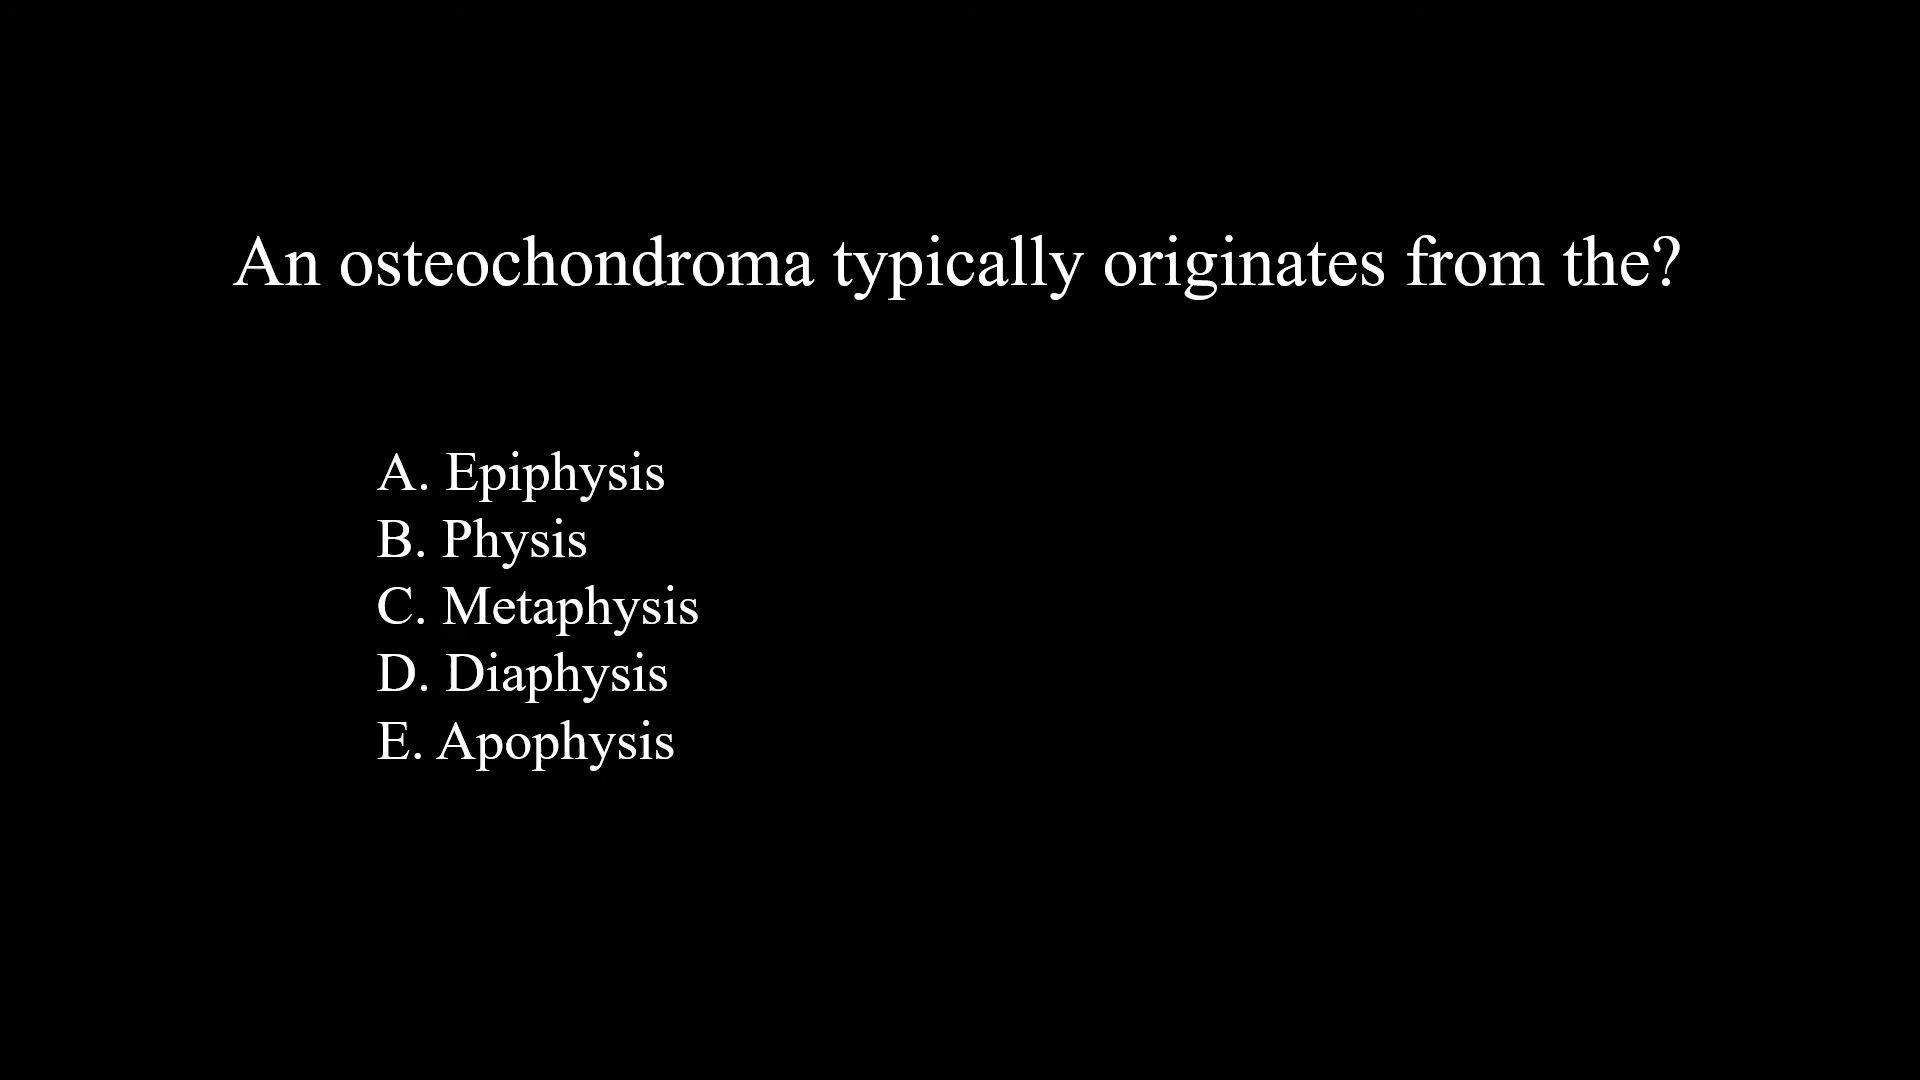 An osteochondroma typically originates from the?
A. Epiphysis
B. Physis
C. Metaphysis
D. Diaphysis
E. Apophysis